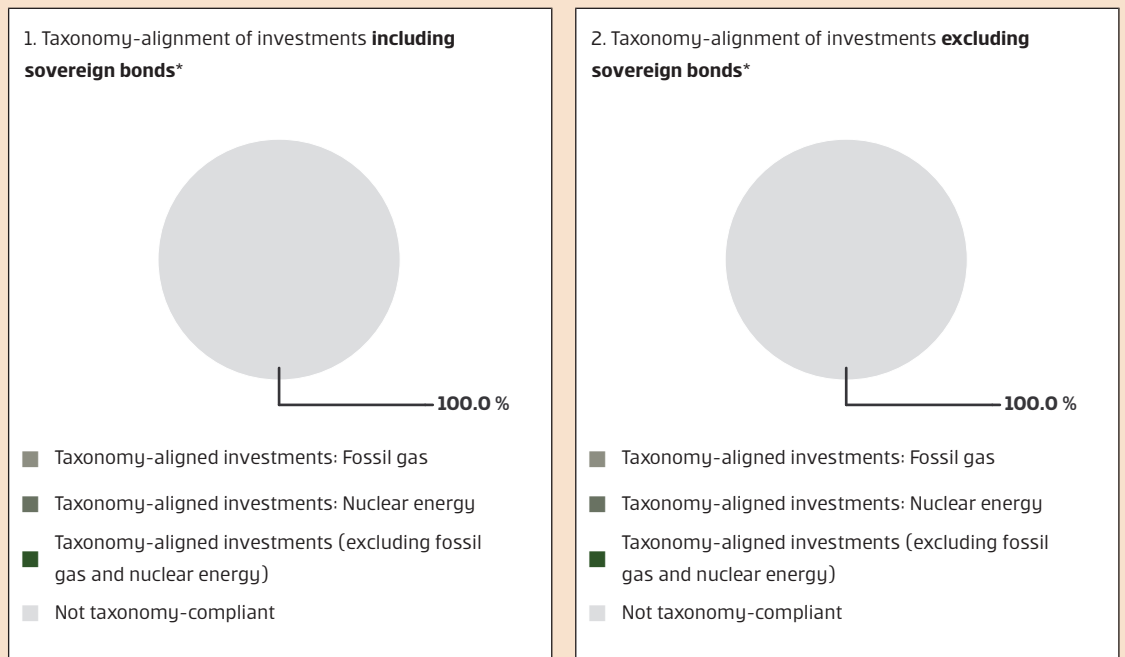 1. Taxonomy-alignment of investments including
sovereign bonds*
100.0 %
Taxonomy-aligned investments: Fossil gas
Taxonomy-aligned investments: Nuclear energy
Taxonomy-aligned investments (excluding fossil
gas and nuclear energy)
Not taxonomy-compliant
2. Taxonomy-alignment of investments excluding
sovereign bonds*
100.0 %
Taxonomy-aligned investments: Fossil gas
Taxonomy-aligned investments: Nuclear energy
Taxonomy-aligned investments (excluding fossil
gas and nuclear energy)
Not taxonomy-compliant